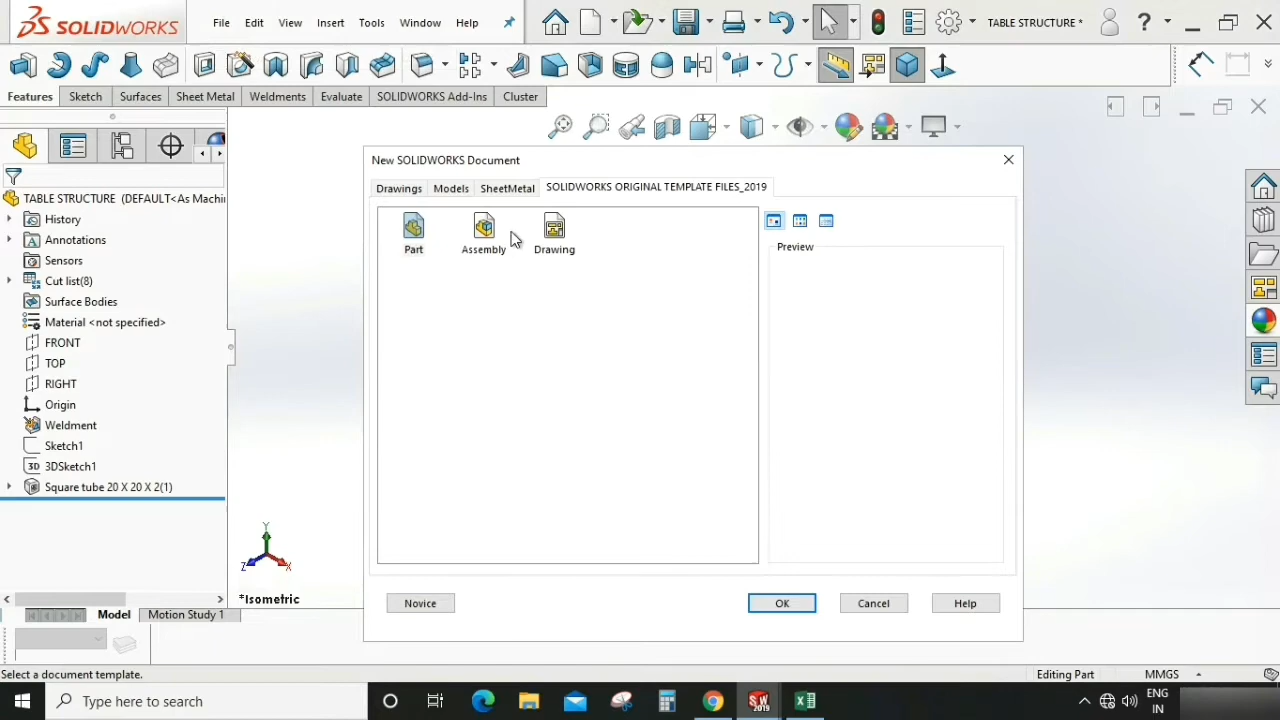 SOLIDWORKS File Edit View Insert Tools Window Help TABLE STRUCTURE *
Features Sketch Surfaces Sheet Metal Weldments Evaluate SOLIDWORKS Add-Ins Cluster
New SOLIDWORKS Document
Drawings Models SheetMetal SOLIDWORKS ORIGINAL TEMPLATE FILES_2019
Part Assembly Drawing
Preview
TABLE STRUCTURE (DEFAULT<As Machi
History
Annotations
Sensors
Cut list(8)
Surface Bodies
Material <not specified>
FRONT
TOP
RIGHT
Origin
Weldment
Sketch1
3D 3DSketch1
Square tube 20 X 20 X 2(1)
Y
Z X
*Isometric
Novice OK Cancel Help
Model Motion Study 1
Select a document template. Editing Part MMGS
Type here to search
SW 2019
ENG
IN